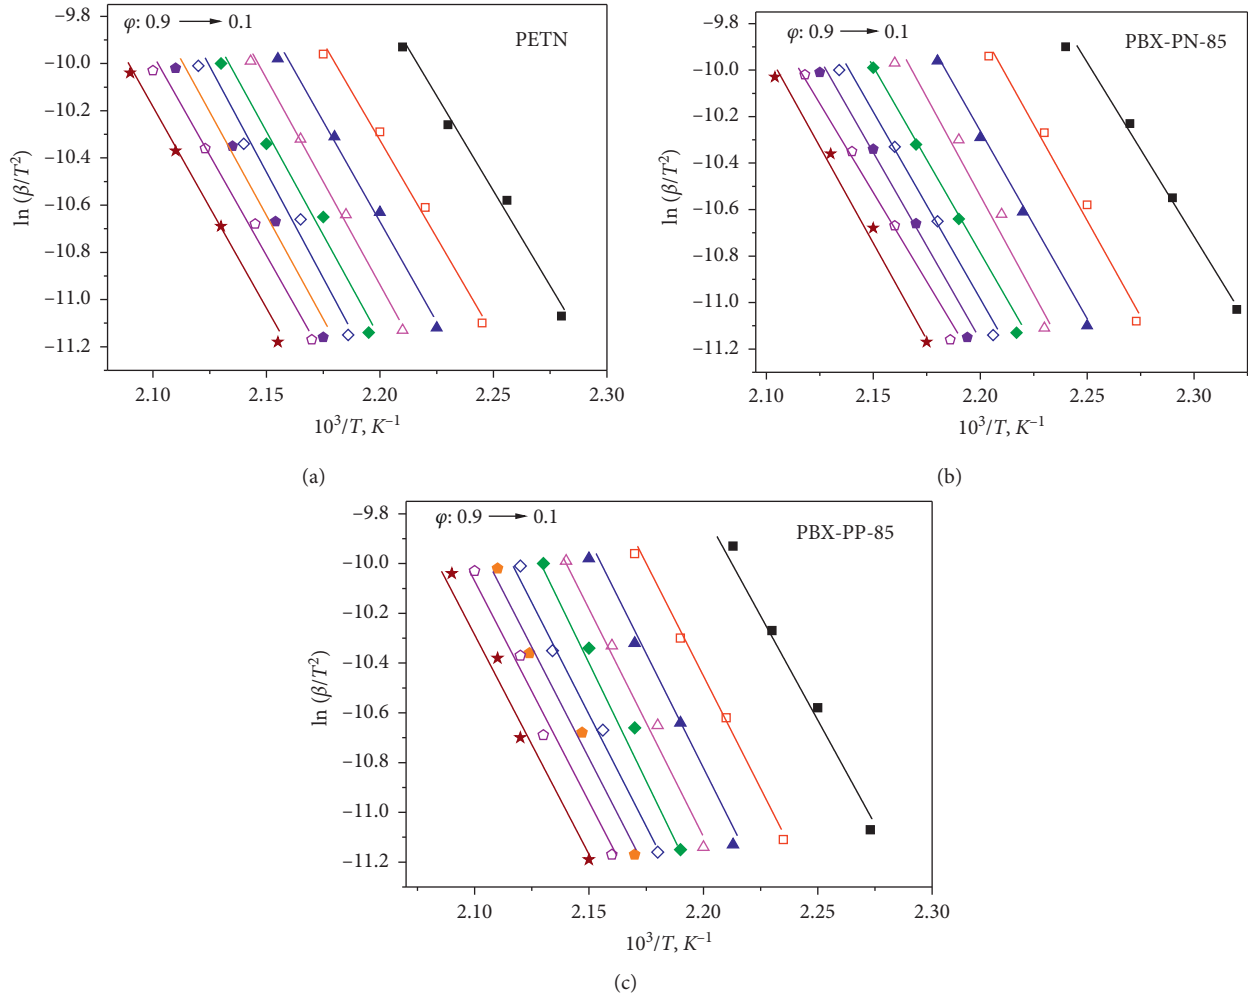 φ: 0.9 → 0.1
PETN
−9.8
−10.0
−10.2
−10.4
−10.6
−10.8
−11.0
−11.2
ln (β/T²)
2.10 2.15 2.20 2.25 2.30
10³/T, K⁻¹
(a)
φ: 0.9 → 0.1
PBX-PN-85
−9.8
−10.0
−10.2
−10.4
−10.6
−10.8
−11.0
−11.2
ln (β/T²)
2.10 2.15 2.20 2.25 2.30
10³/T, K⁻¹
(b)
φ: 0.9 → 0.1
PBX-PP-85
−9.8
−10.0
−10.2
−10.4
−10.6
−10.8
−11.0
−11.2
ln (β/T²)
2.10 2.15 2.20 2.25 2.30
10³/T, K⁻¹
(c)